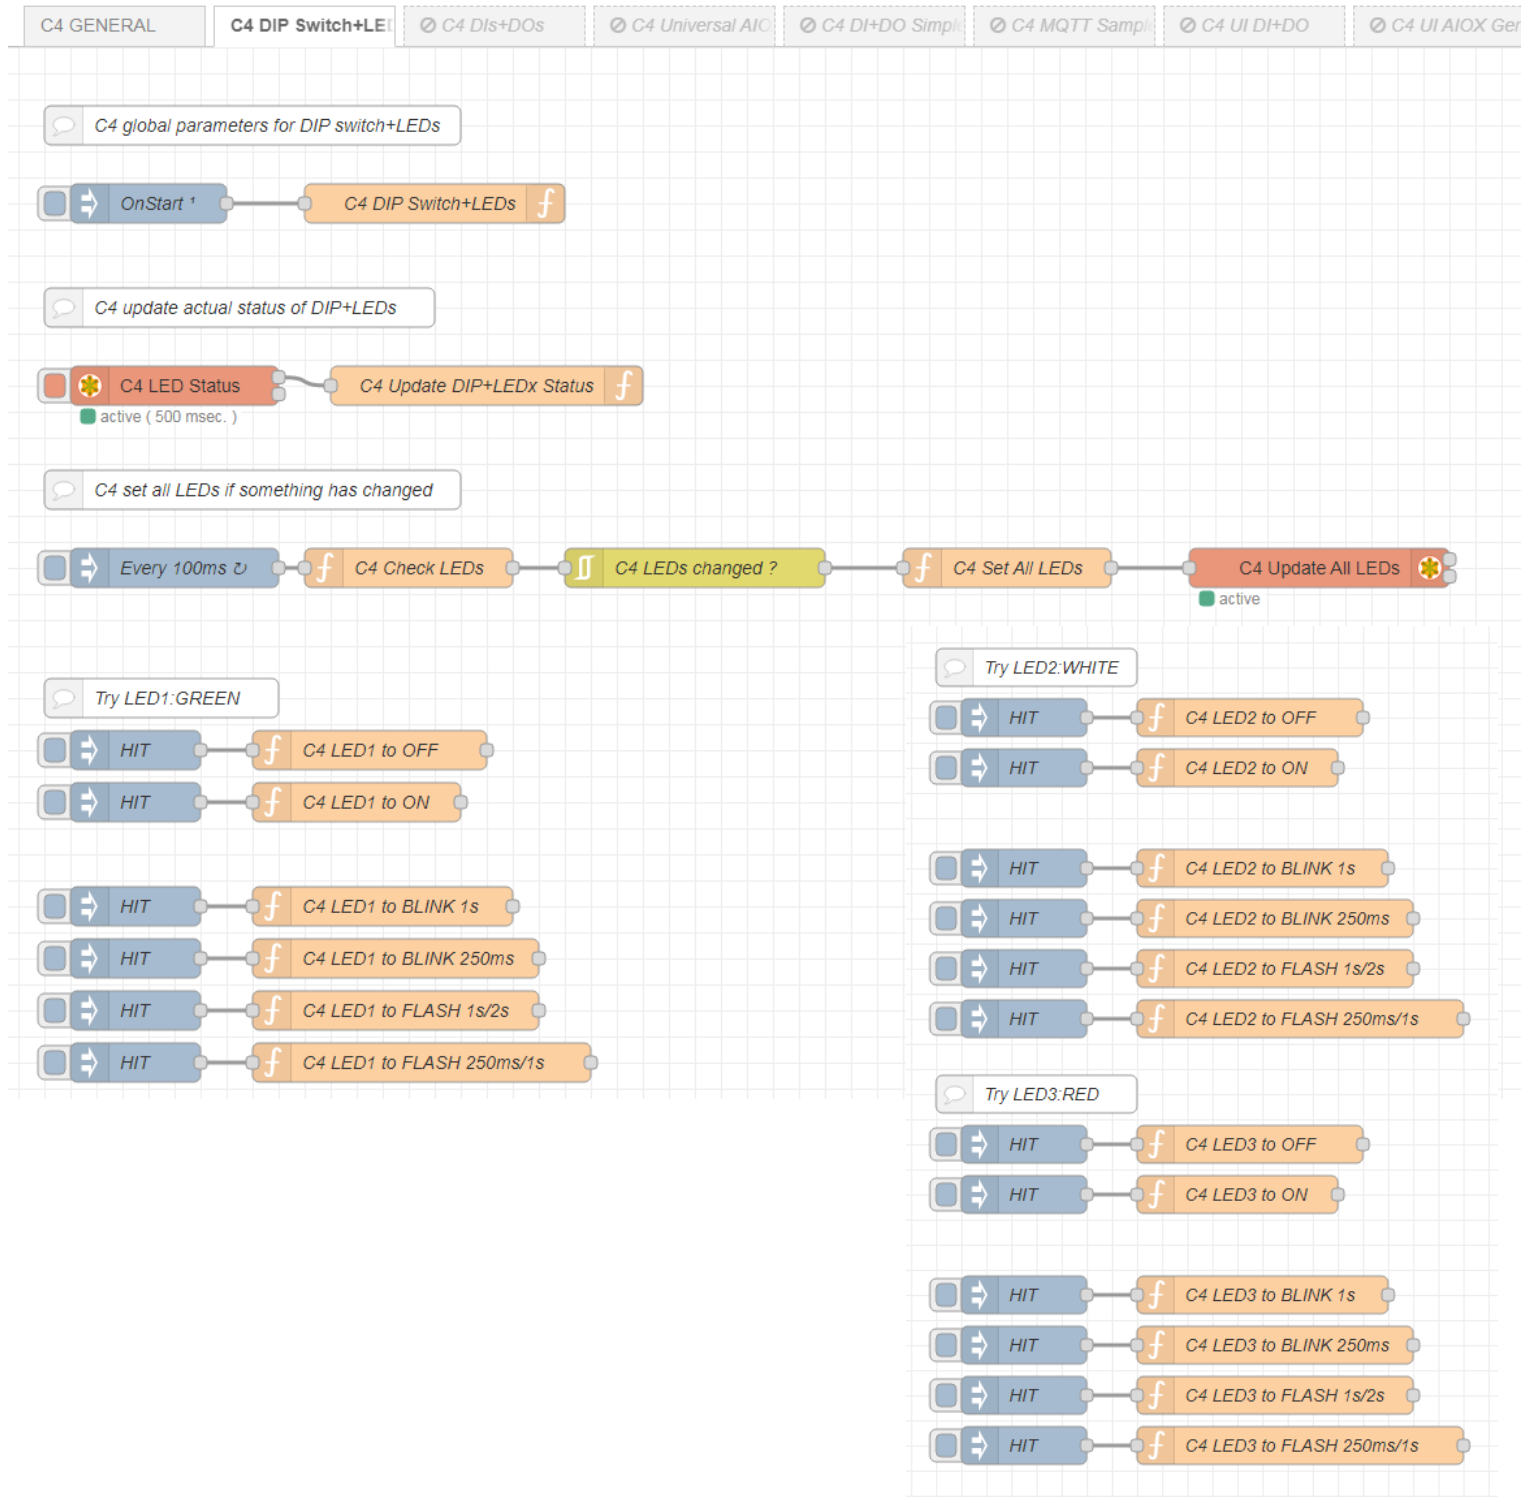 C4 GENERAL
C4 DIP Switch+LE
C4 DIs+DOs
C4 Universal AIO
C4 DI+DO Simpl
C4 MQTT Sampl
C4 UI DI+DO
C4 UI AIOX Ger
C4 global parameters for DIP switch+LEDs
OnStart ¹
C4 DIP Switch+LEDs
C4 update actual status of DIP+LEDs
C4 LED Status
C4 Update DIP+LEDx Status
active ( 500 msec. )
C4 set all LEDs if something has changed
Every 100ms ↻
C4 Check LEDs
C4 LEDs changed ?
C4 Set All LEDs
C4 Update All LEDs
active
Try LED1:GREEN
HIT
C4 LED1 to OFF
HIT
C4 LED1 to ON
HIT
C4 LED1 to BLINK 1s
HIT
C4 LED1 to BLINK 250ms
HIT
C4 LED1 to FLASH 1s/2s
HIT
C4 LED1 to FLASH 250ms/1s
Try LED2:WHITE
HIT
C4 LED2 to OFF
HIT
C4 LED2 to ON
HIT
C4 LED2 to BLINK 1s
HIT
C4 LED2 to BLINK 250ms
HIT
C4 LED2 to FLASH 1s/2s
HIT
C4 LED2 to FLASH 250ms/1s
Try LED3:RED
HIT
C4 LED3 to OFF
HIT
C4 LED3 to ON
HIT
C4 LED3 to BLINK 1s
HIT
C4 LED3 to BLINK 250ms
HIT
C4 LED3 to FLASH 1s/2s
HIT
C4 LED3 to FLASH 250ms/1s